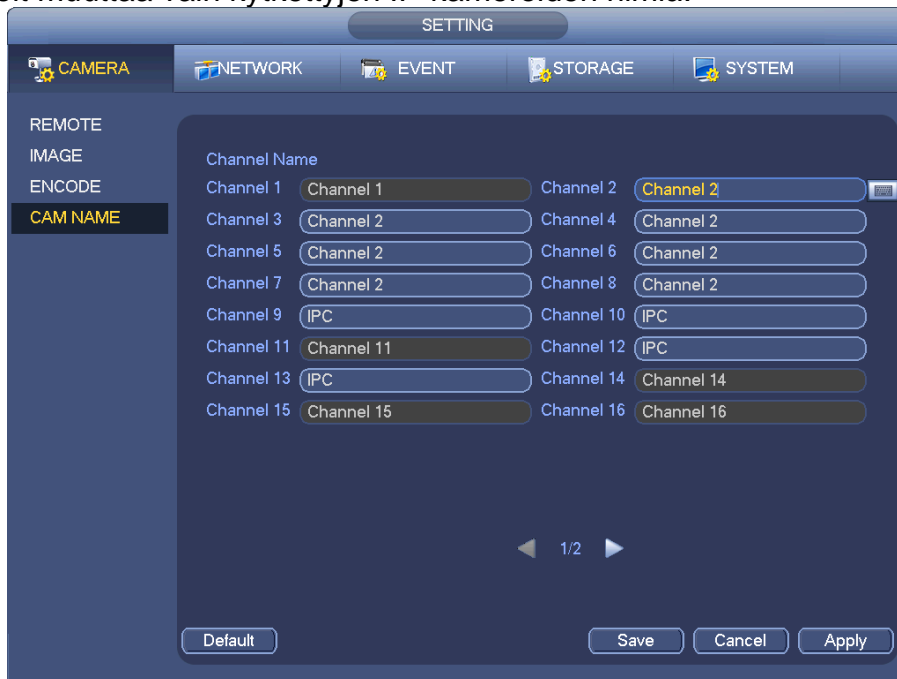 muuttaa vain kytkettyjen
SETTING
CAMERA NETWORK EVENT STORAGE SYSTEM
REMOTE
IMAGE
ENCODE
CAM NAME
Channel Name
Channel 1 Channel 1 Channel 2 Channel 2
Channel 3 Channel 2 Channel 4 Channel 2
Channel 5 Channel 2 Channel 6 Channel 2
Channel 7 Channel 2 Channel 8 Channel 2
Channel 9 IPC Channel 10 IPC
Channel 11 Channel 11 Channel 12 IPC
Channel 13 IPC Channel 14 Channel 14
Channel 15 Channel 15 Channel 16 Channel 16
1/2
Default Save Cancel Apply